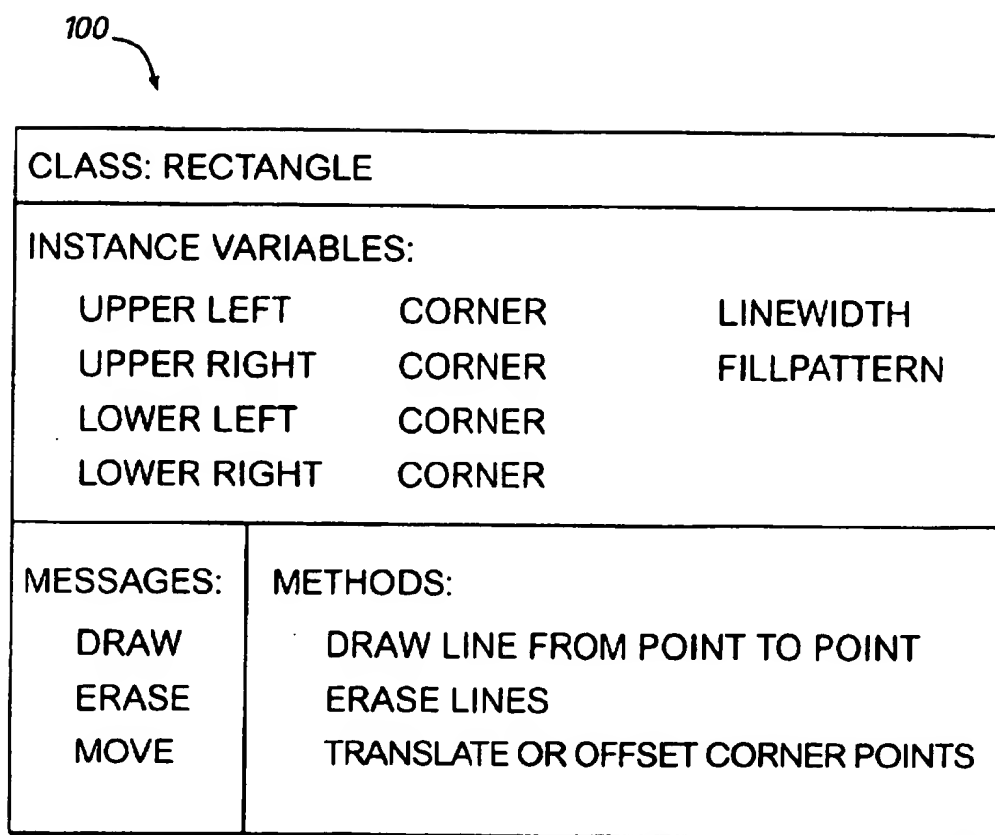 100
CLASS: RECTANGLE
INSTANCE VARIABLES:
UPPER LEFT CORNER LINEWIDTH
UPPER RIGHT CORNER FILLPATTERN
LOWER LEFT CORNER
LOWER RIGHT CORNER
MESSAGES: METHODS:
DRAW DRAW LINE FROM POINT TO POINT
ERASE ERASE LINES
MOVE TRANSLATE OR OFFSET CORNER POINTS